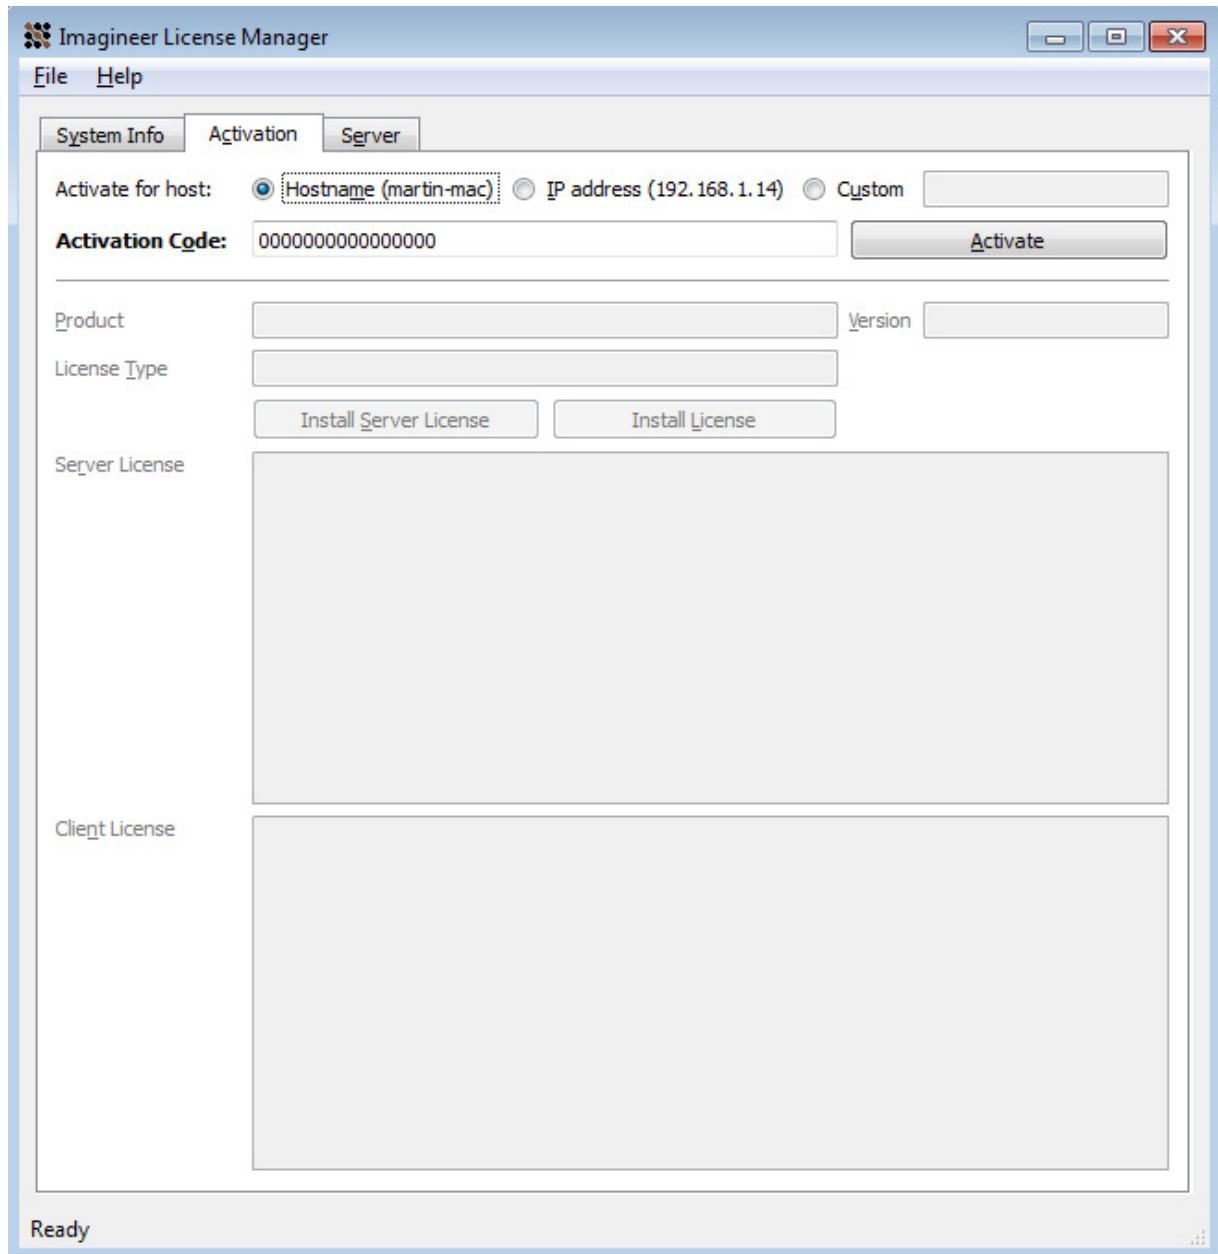 Imagineer License Manager
File Help
System Info Activation Server
Activate for host: Hostname (martin-mac) IP address (192.168.1.14) Custom
Activation Code: 0000000000000000 Activate
Product Version
License Type
Install Server License Install License
Server License
Client License
Ready